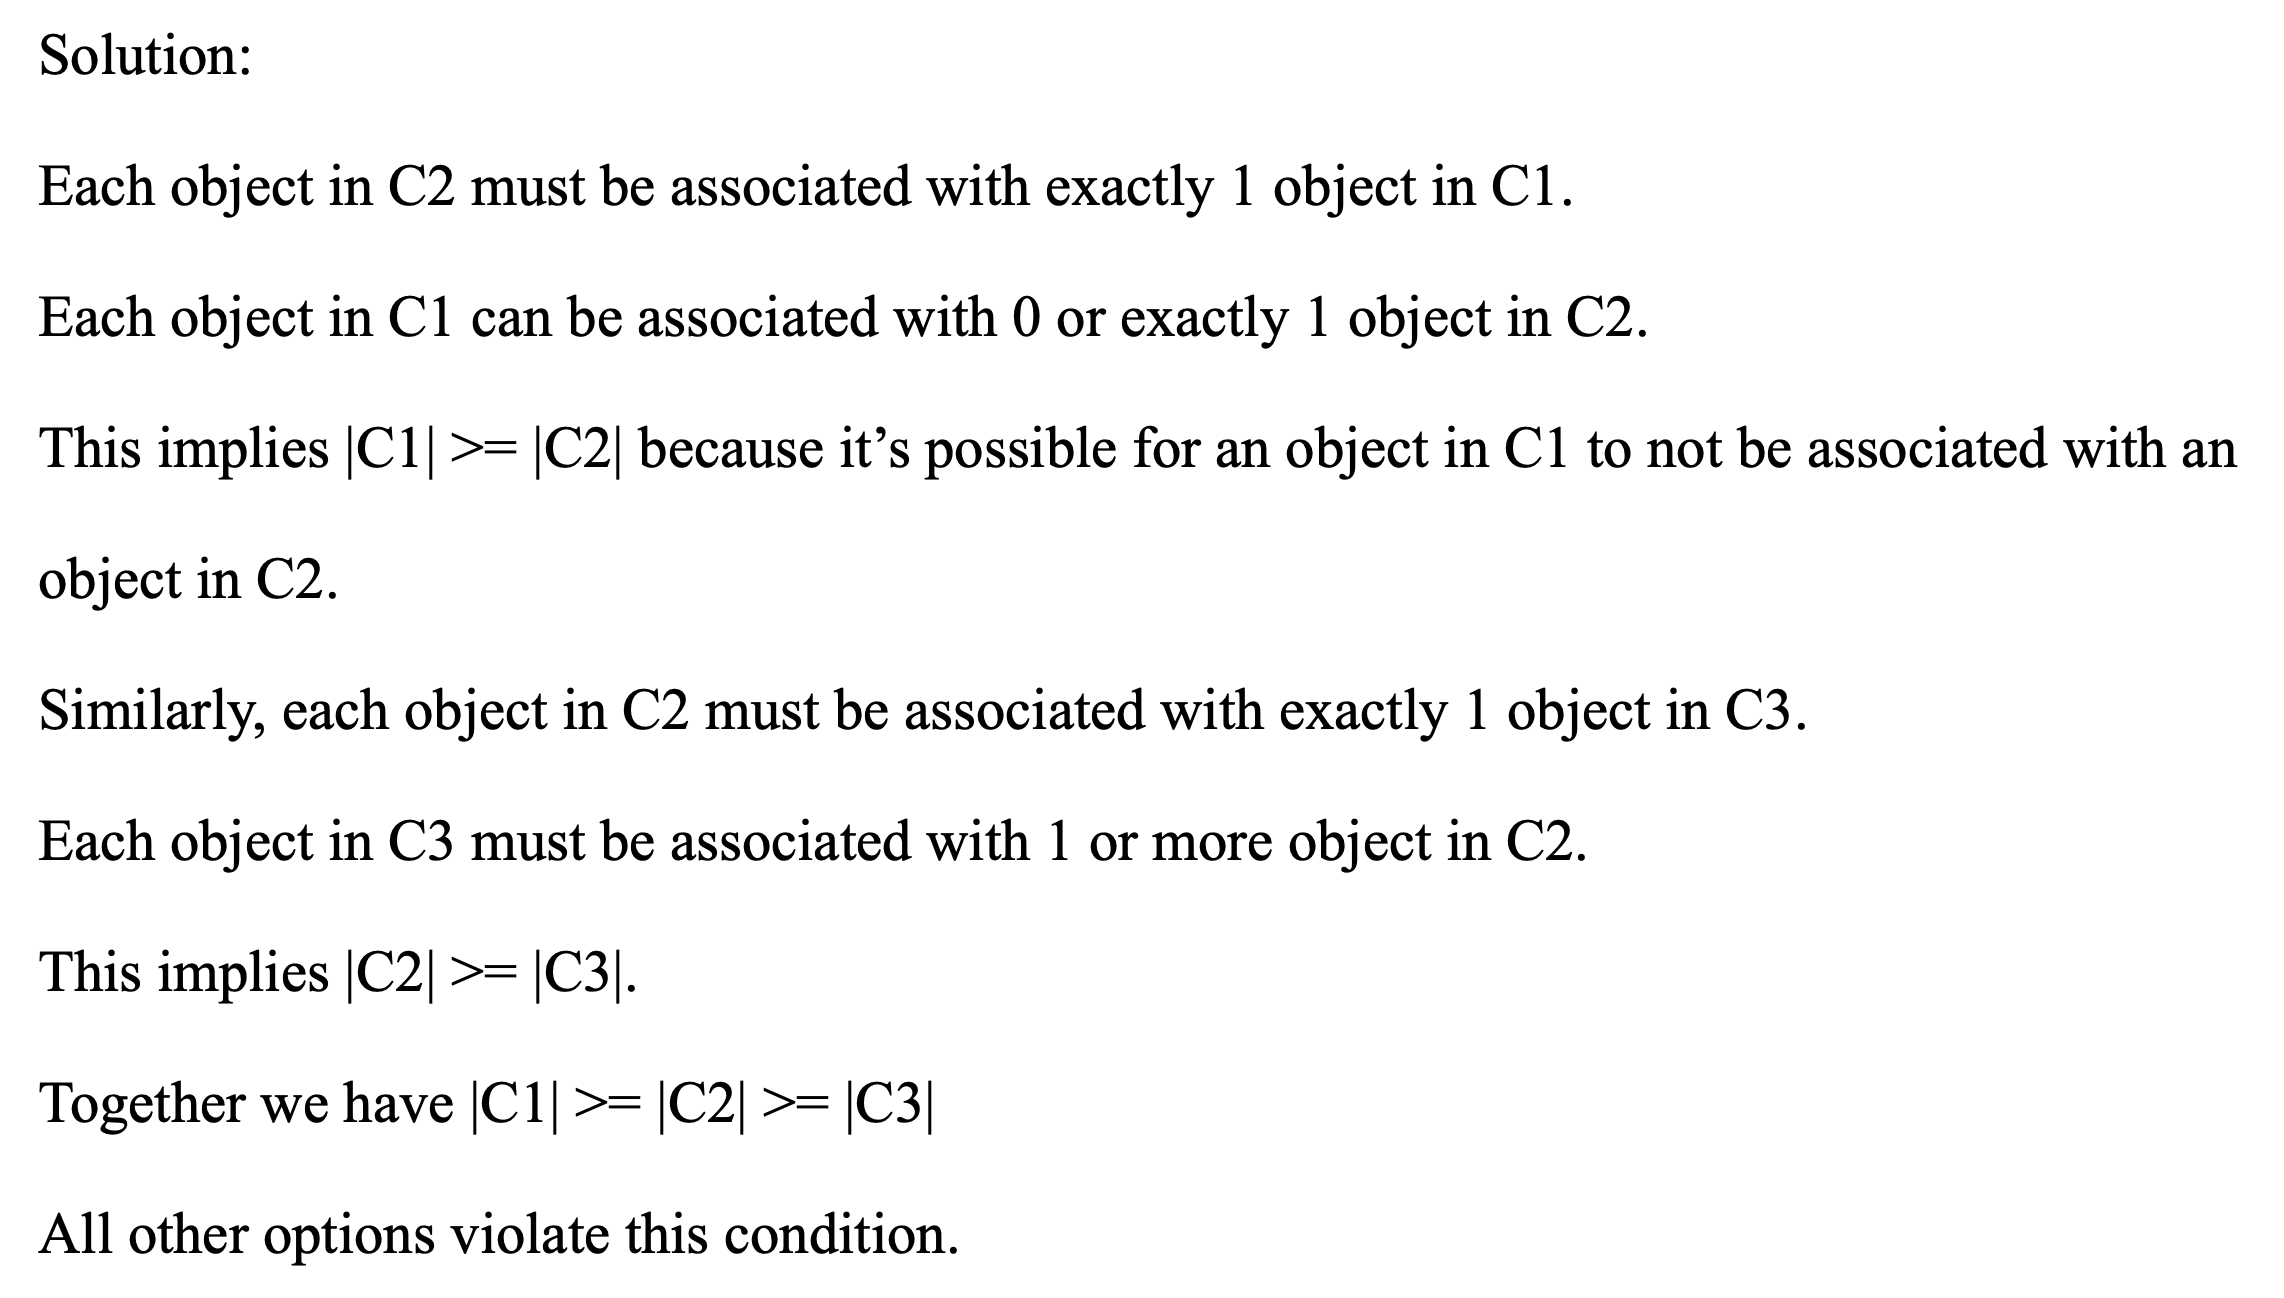 Solution:
Each object in C2 must be associated with exactly 1 object in C1.
Each object in C1 can be associated with 0 or exactly 1 object in C2.
This implies |C1| >= |C2| because it’s possible for an object in C1 to not be associated with an
object in C2.
Similarly, each object in C2 must be associated with exactly 1 object in C3.
Each object in C3 must be associated with 1 or more object in C2.
This implies |C2| >= |C3|.
Together we have |C1| >= |C2| >= |C3|
All other options violate this condition.